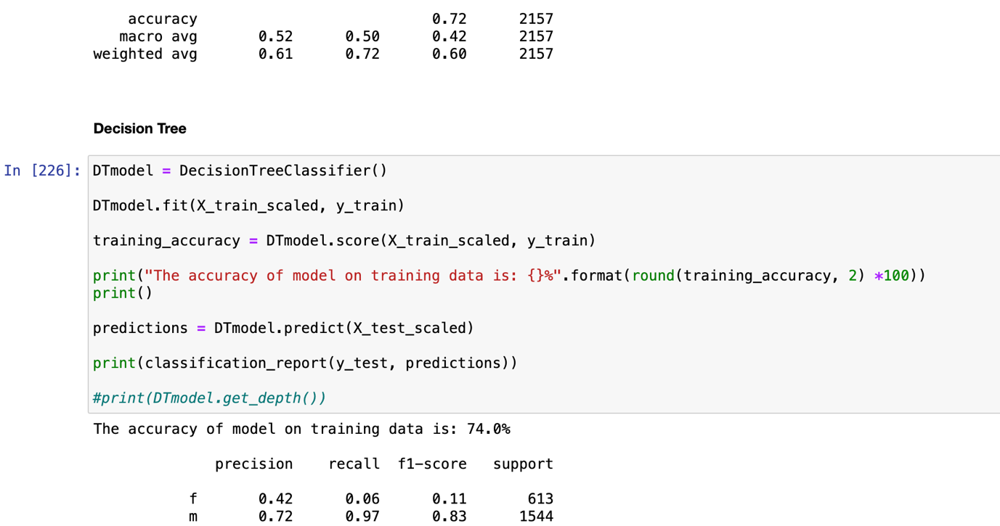 accuracy 0.72 2157
macro avg 0.52 0.50 0.42 2157
weighted avg 0.61 0.72 0.60 2157
Decision Tree
In [226]: DTmodel = DecisionTreeClassifier()
DTmodel.fit(X_train_scaled, y_train)
training_accuracy = DTmodel.score(X_train_scaled, y_train)
print("The accuracy of model on training data is: {}%".format(round(training_accuracy, 2) *100))
print()
predictions = DTmodel.predict(X_test_scaled)
print(classification_report(y_test, predictions))
#print(DTmodel.get_depth())
The accuracy of model on training data is: 74.0%
precision recall f1-score support
f 0.42 0.06 0.11 613
m 0.72 0.97 0.83 1544